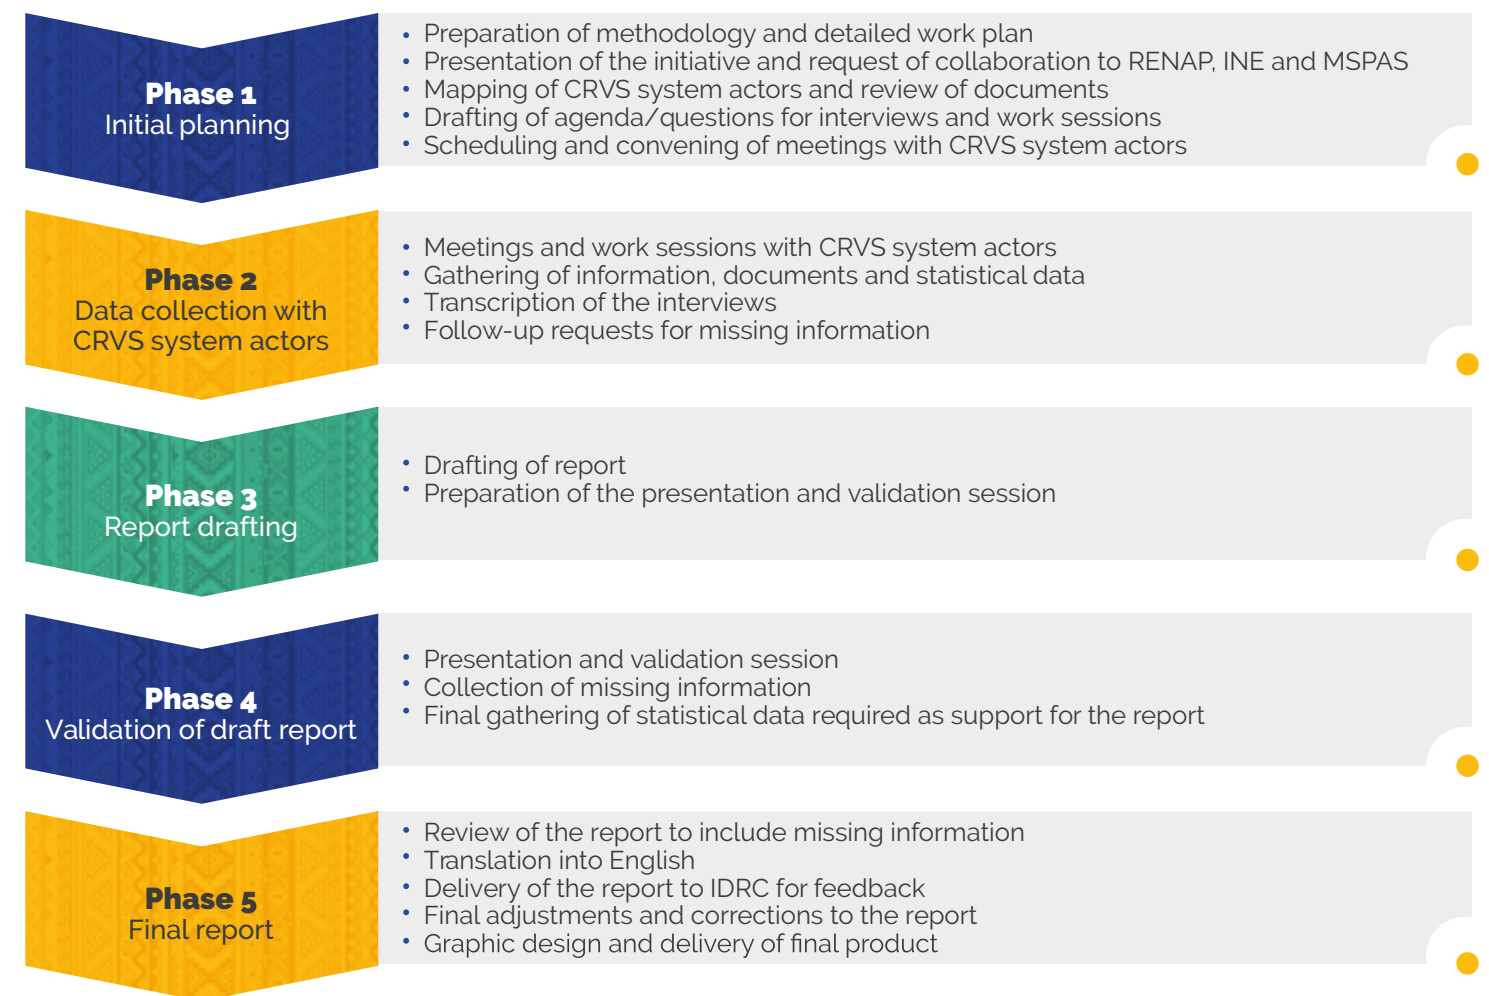 Phase 1
Initial planning
• Preparation of methodology and detailed work plan
• Presentation of the initiative and request of collaboration to RENAP, INE and MSPAS
• Mapping of CRVS system actors and review of documents
• Drafting of agenda/questions for interviews and work sessions
• Scheduling and convening of meetings with CRVS system actors
Phase 2
Data collection with
CRVS system actors
• Meetings and work sessions with CRVS system actors
• Gathering of information, documents and statistical data
• Transcription of the interviews
• Follow-up requests for missing information
Phase 3
Report drafting
• Drafting of report
• Preparation of the presentation and validation session
Phase 4
Validation of draft report
• Presentation and validation session
• Collection of missing information
• Final gathering of statistical data required as support for the report
Phase 5
Final report
• Review of the report to include missing information
• Translation into English
• Delivery of the report to IDRC for feedback
• Final adjustments and corrections to the report
• Graphic design and delivery of final product